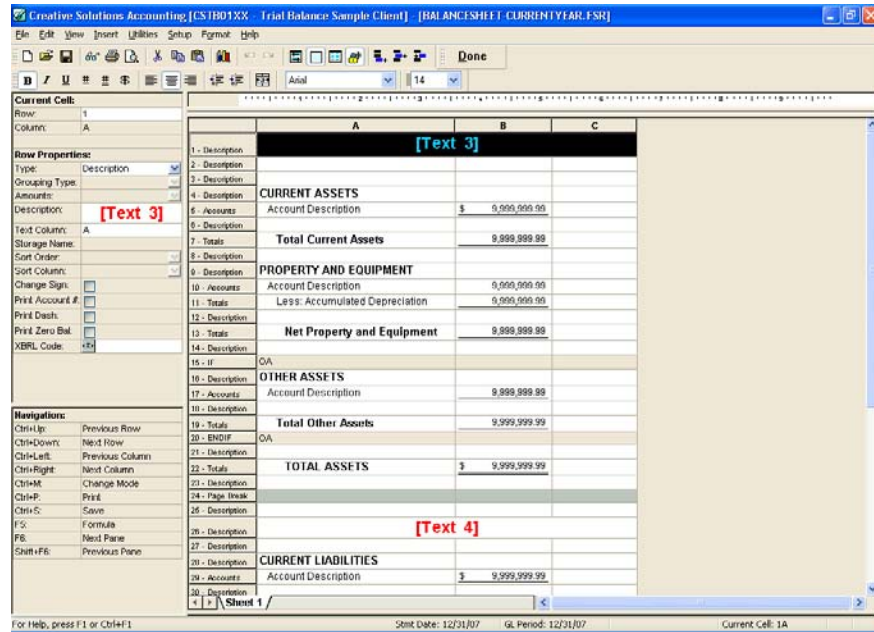 Creative Solutions Accounting [CSTB01XX - Trial Balance Sample Client] - [BALANCESHEET-CURRENTYEAR.FSR]
File Edit View Insert Utilities Setup Format Help
Done
B I U Arial 14
Current Cell:
Row: 1
Column: A
Row Properties:
Type: Description
Grouping Type:
Amounts:
Description: [Text 3]
Text Column: A
Storage Name:
Sort Order:
Sort Column:
Change Sign:
Print Account #:
Print Dash:
Print Zero Bal:
XBRL Code:
Navigation:
Ctrl+Up: Previous Row
Ctrl+Down: Next Row
Ctrl+Left: Previous Column
Ctrl+Right: Next Column
Ctrl+M: Change Mode
Ctrl+P: Print
Ctrl+S: Save
F5: Formula
F6: Next Pane
Shift+F6: Previous Pane
A B C
1 - Description [Text 3]
2 - Description
3 - Description
4 - Description CURRENT ASSETS
5 - Accounts Account Description $ 9,999,999.99
6 - Description
7 - Totals Total Current Assets 9,999,999.99
8 - Description
9 - Description PROPERTY AND EQUIPMENT
10 - Accounts Account Description 9,999,999.99
11 - Totals Less: Accumulated Depreciation 9,999,999.99
12 - Description
13 - Totals Net Property and Equipment 9,999,999.99
14 - Description
15 - IF OA
16 - Description OTHER ASSETS
17 - Accounts Account Description 9,999,999.99
18 - Description
19 - Totals Total Other Assets 9,999,999.99
20 - ENDIF OA
21 - Description
22 - Totals TOTAL ASSETS $ 9,999,999.99
23 - Description
24 - Page Break
25 - Description
26 - Description [Text 4]
27 - Description
28 - Description CURRENT LIABILITIES
29 - Accounts Account Description $ 9,999,999.99
30 - Description
Sheet 1
For Help, press F1 or Ctrl+F1 Stmt Date: 12/31/07 GL Period: 12/31/07 Current Cell: 1A